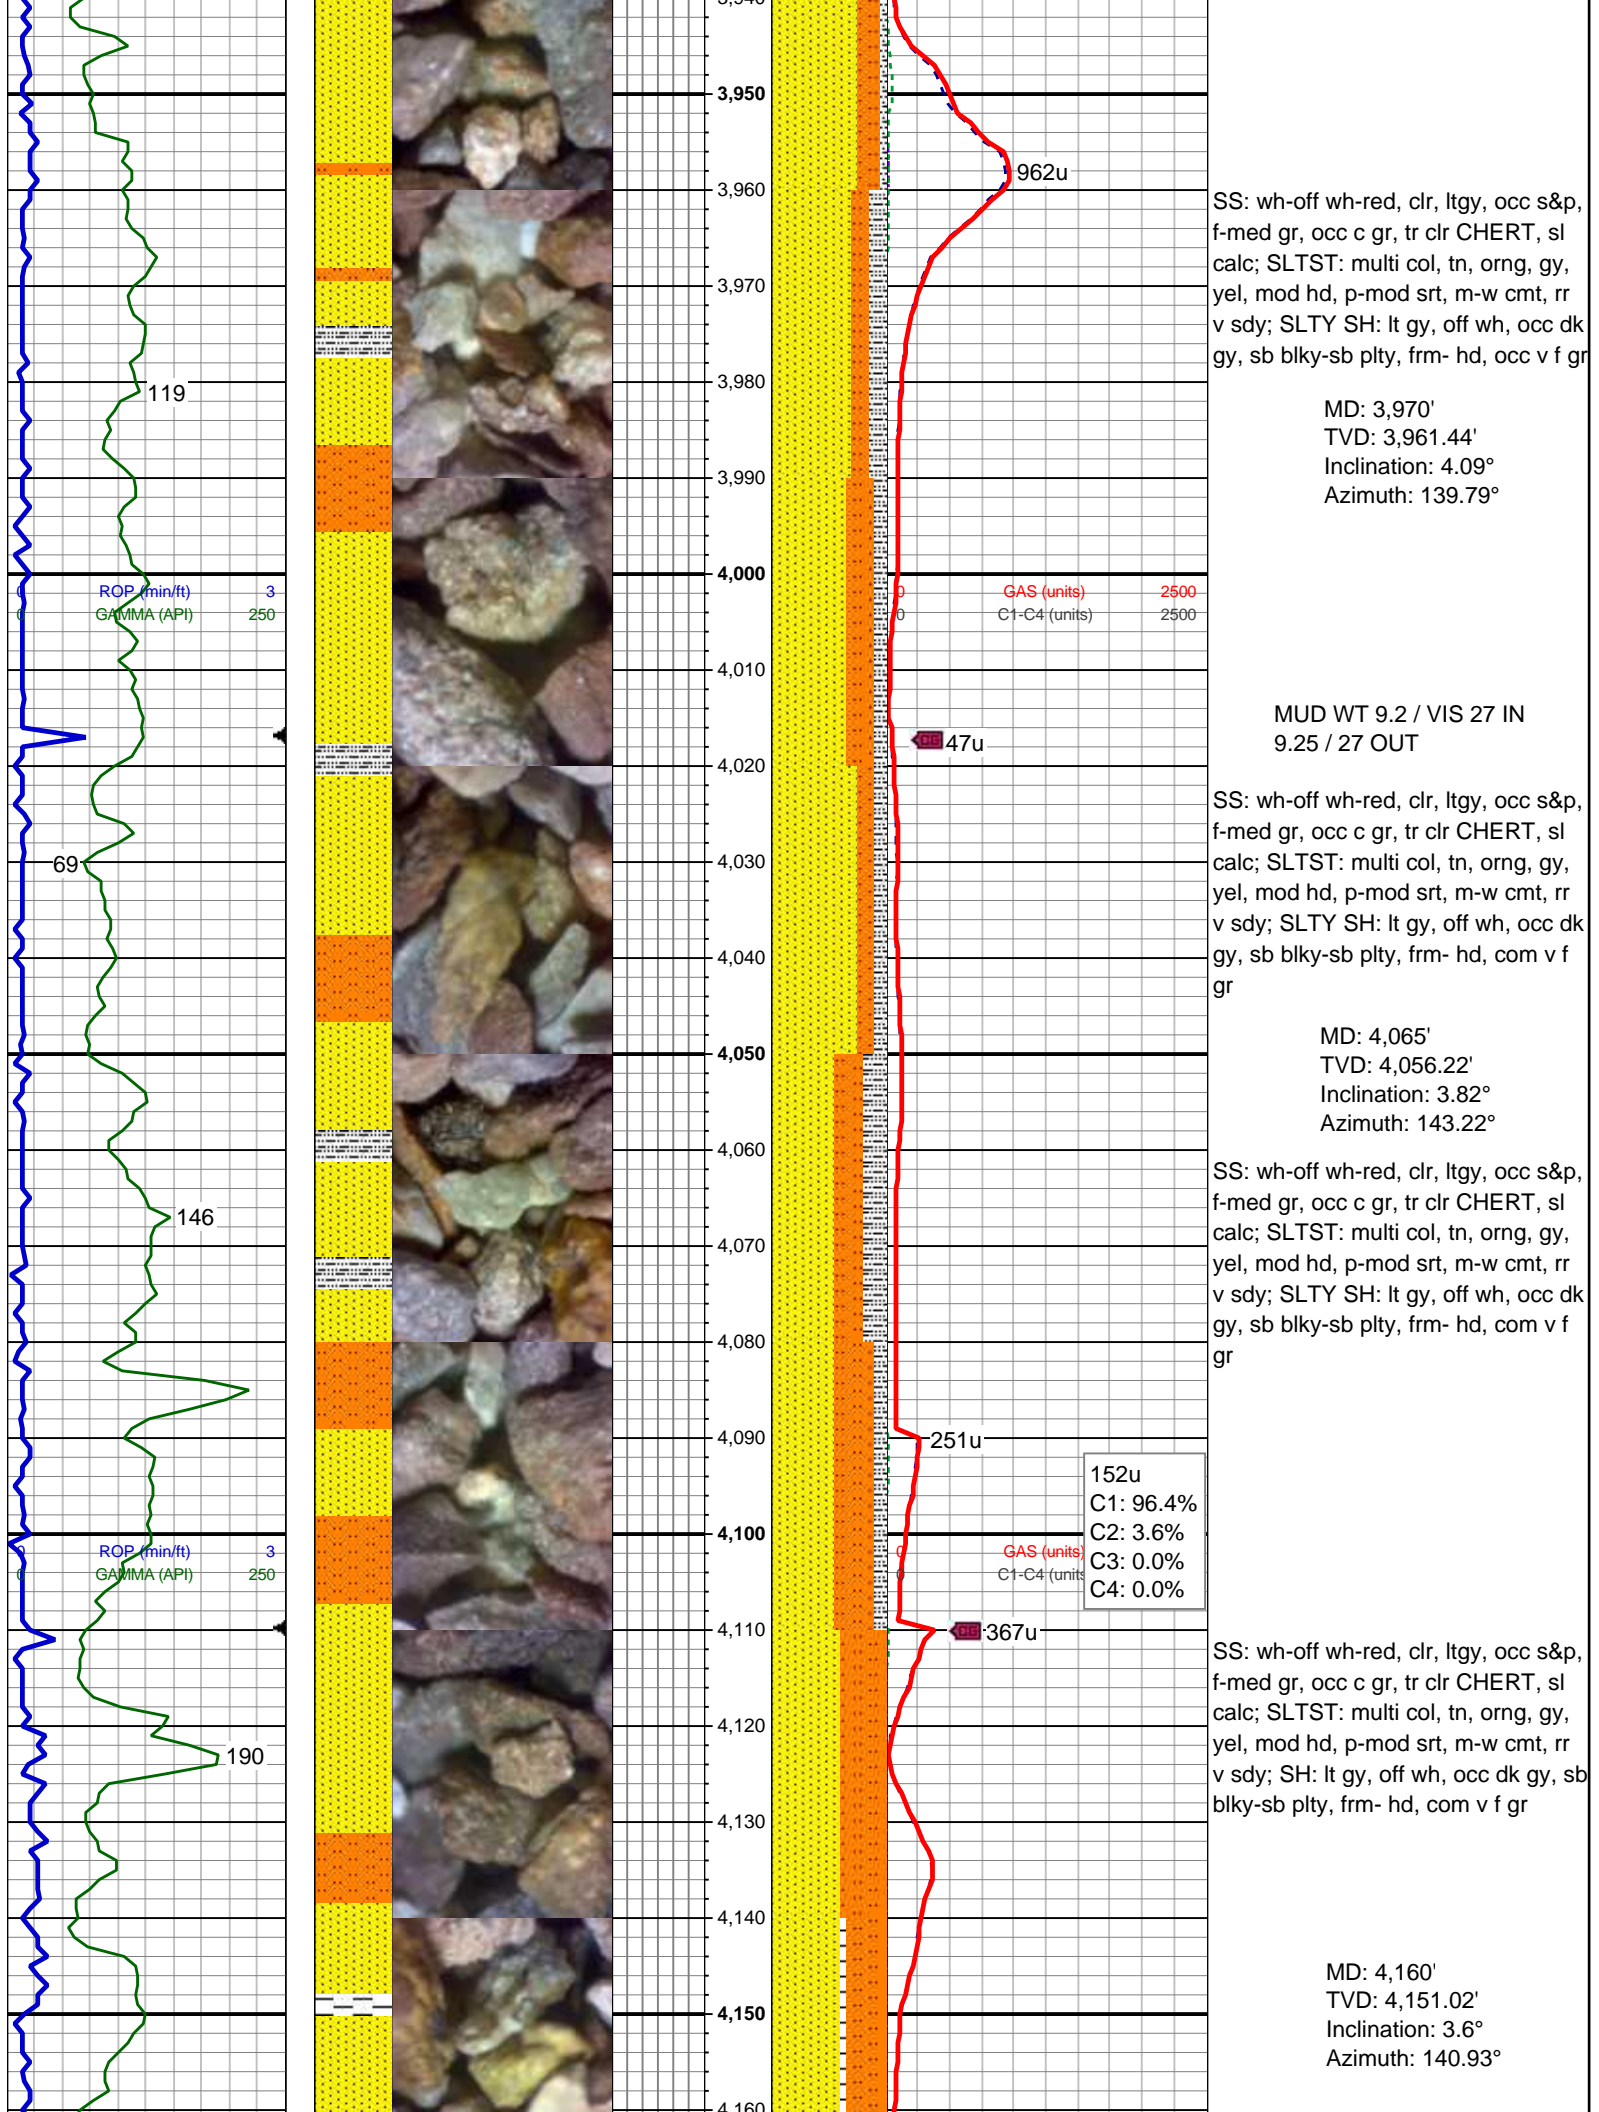 3,940
3,950
962u
3,960
SS: wh-off wh-red, clr, ltgy, occ s&p,
f-med gr, occ c gr, tr clr CHERT, sl
calc; SLTST: multi col, tn, orng, gy,
yel, mod hd, p-mod srt, m-w cmt, rr
v sdy; SLTY SH: lt gy, off wh, occ dk
gy, sb blky-sb plty, frm- hd, occ v f gr
3,970
3,980
119
MD: 3,970'
TVD: 3,961.44'
Inclination: 4.09°
Azimuth: 139.79°
3,990
4,000
0 ROP (min/ft) 3
0 GAMMA (API) 250
0 GAS (units) 2500
0 C1-C4 (units) 2500
4,010
MUD WT 9.2 / VIS 27 IN
9.25 / 27 OUT
CG 47u
4,020
SS: wh-off wh-red, clr, ltgy, occ s&p,
f-med gr, occ c gr, tr clr CHERT, sl
calc; SLTST: multi col, tn, orng, gy,
yel, mod hd, p-mod srt, m-w cmt, rr
v sdy; SLTY SH: lt gy, off wh, occ dk
gy, sb blky-sb plty, frm- hd, com v f
gr
69
4,030
4,040
MD: 4,065'
TVD: 4,056.22'
Inclination: 3.82°
Azimuth: 143.22°
4,050
4,060
SS: wh-off wh-red, clr, ltgy, occ s&p,
f-med gr, occ c gr, tr clr CHERT, sl
calc; SLTST: multi col, tn, orng, gy,
yel, mod hd, p-mod srt, m-w cmt, rr
v sdy; SLTY SH: lt gy, off wh, occ dk
gy, sb blky-sb plty, frm- hd, com v f
gr
146
4,070
4,080
4,090
251u
152u
C1: 96.4%
C2: 3.6%
C3: 0.0%
C4: 0.0%
4,100
0 ROP (min/ft) 3
0 GAMMA (API) 250
0 GAS (units)
0 C1-C4 (units
4,110
CG 367u
SS: wh-off wh-red, clr, ltgy, occ s&p,
f-med gr, occ c gr, tr clr CHERT, sl
calc; SLTST: multi col, tn, orng, gy,
yel, mod hd, p-mod srt, m-w cmt, rr
v sdy; SH: lt gy, off wh, occ dk gy, sb
blky-sb plty, frm- hd, com v f gr
4,120
190
4,130
4,140
MD: 4,160'
TVD: 4,151.02'
Inclination: 3.6°
Azimuth: 140.93°
4,150
4,160